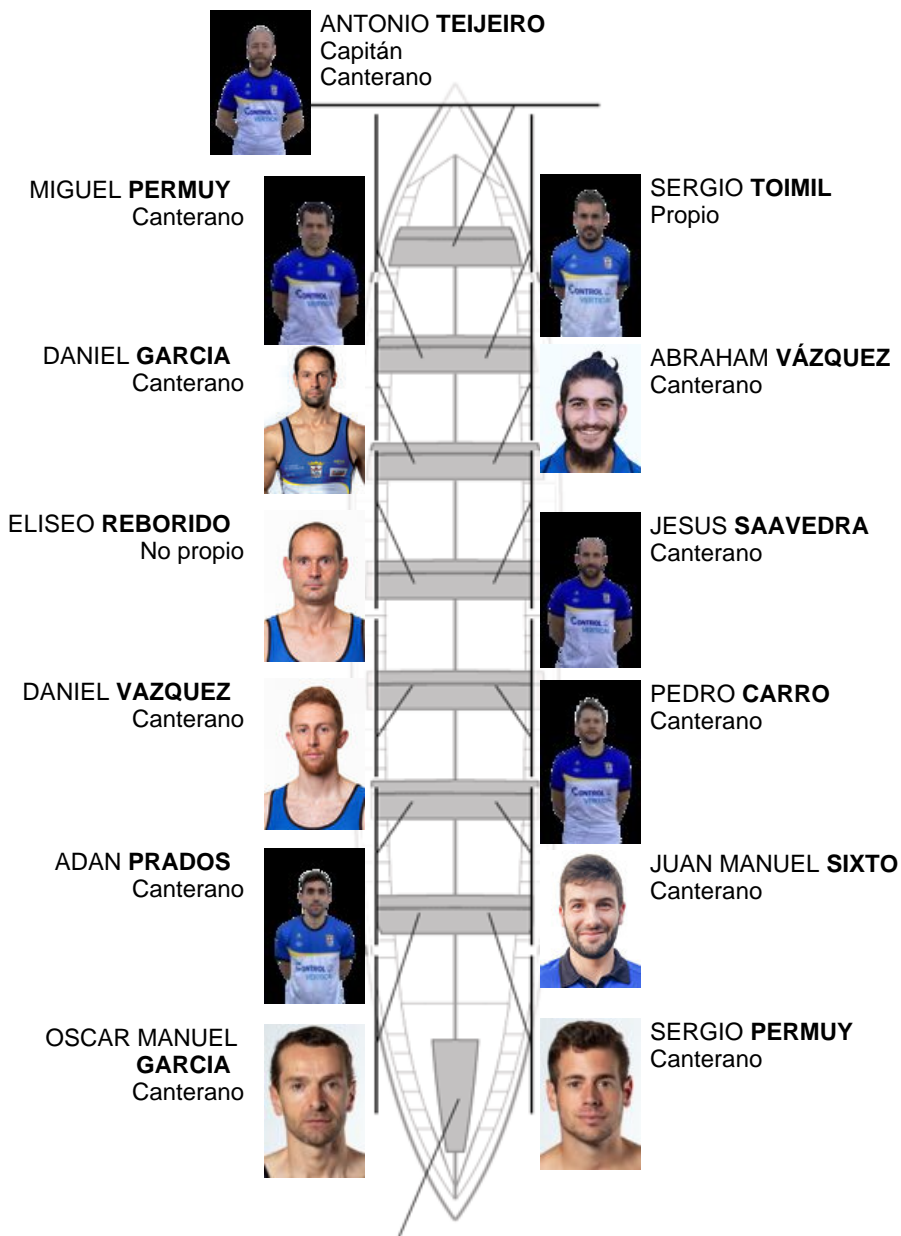 ANTONIO TEIJEIRO
Capitán
Canterano
MIGUEL PERMUY
Canterano
SERGIO TOIMIL
Propio
CONTROL
VERTICAL
DANIEL GARCIA
Canterano
ABRAHAM VÁZQUEZ
Canterano
ELISEO REBORIDO
No propio
JESUS SAAVEDRA
Canterano
DANIEL VAZQUEZ
Canterano
PEDRO CARRO
Canterano
ADAN PRADOS
Canterano
JUAN MANUEL SIXTO
Canterano
OSCAR MANUEL
GARCIA
Canterano
SERGIO PERMUY
Canterano